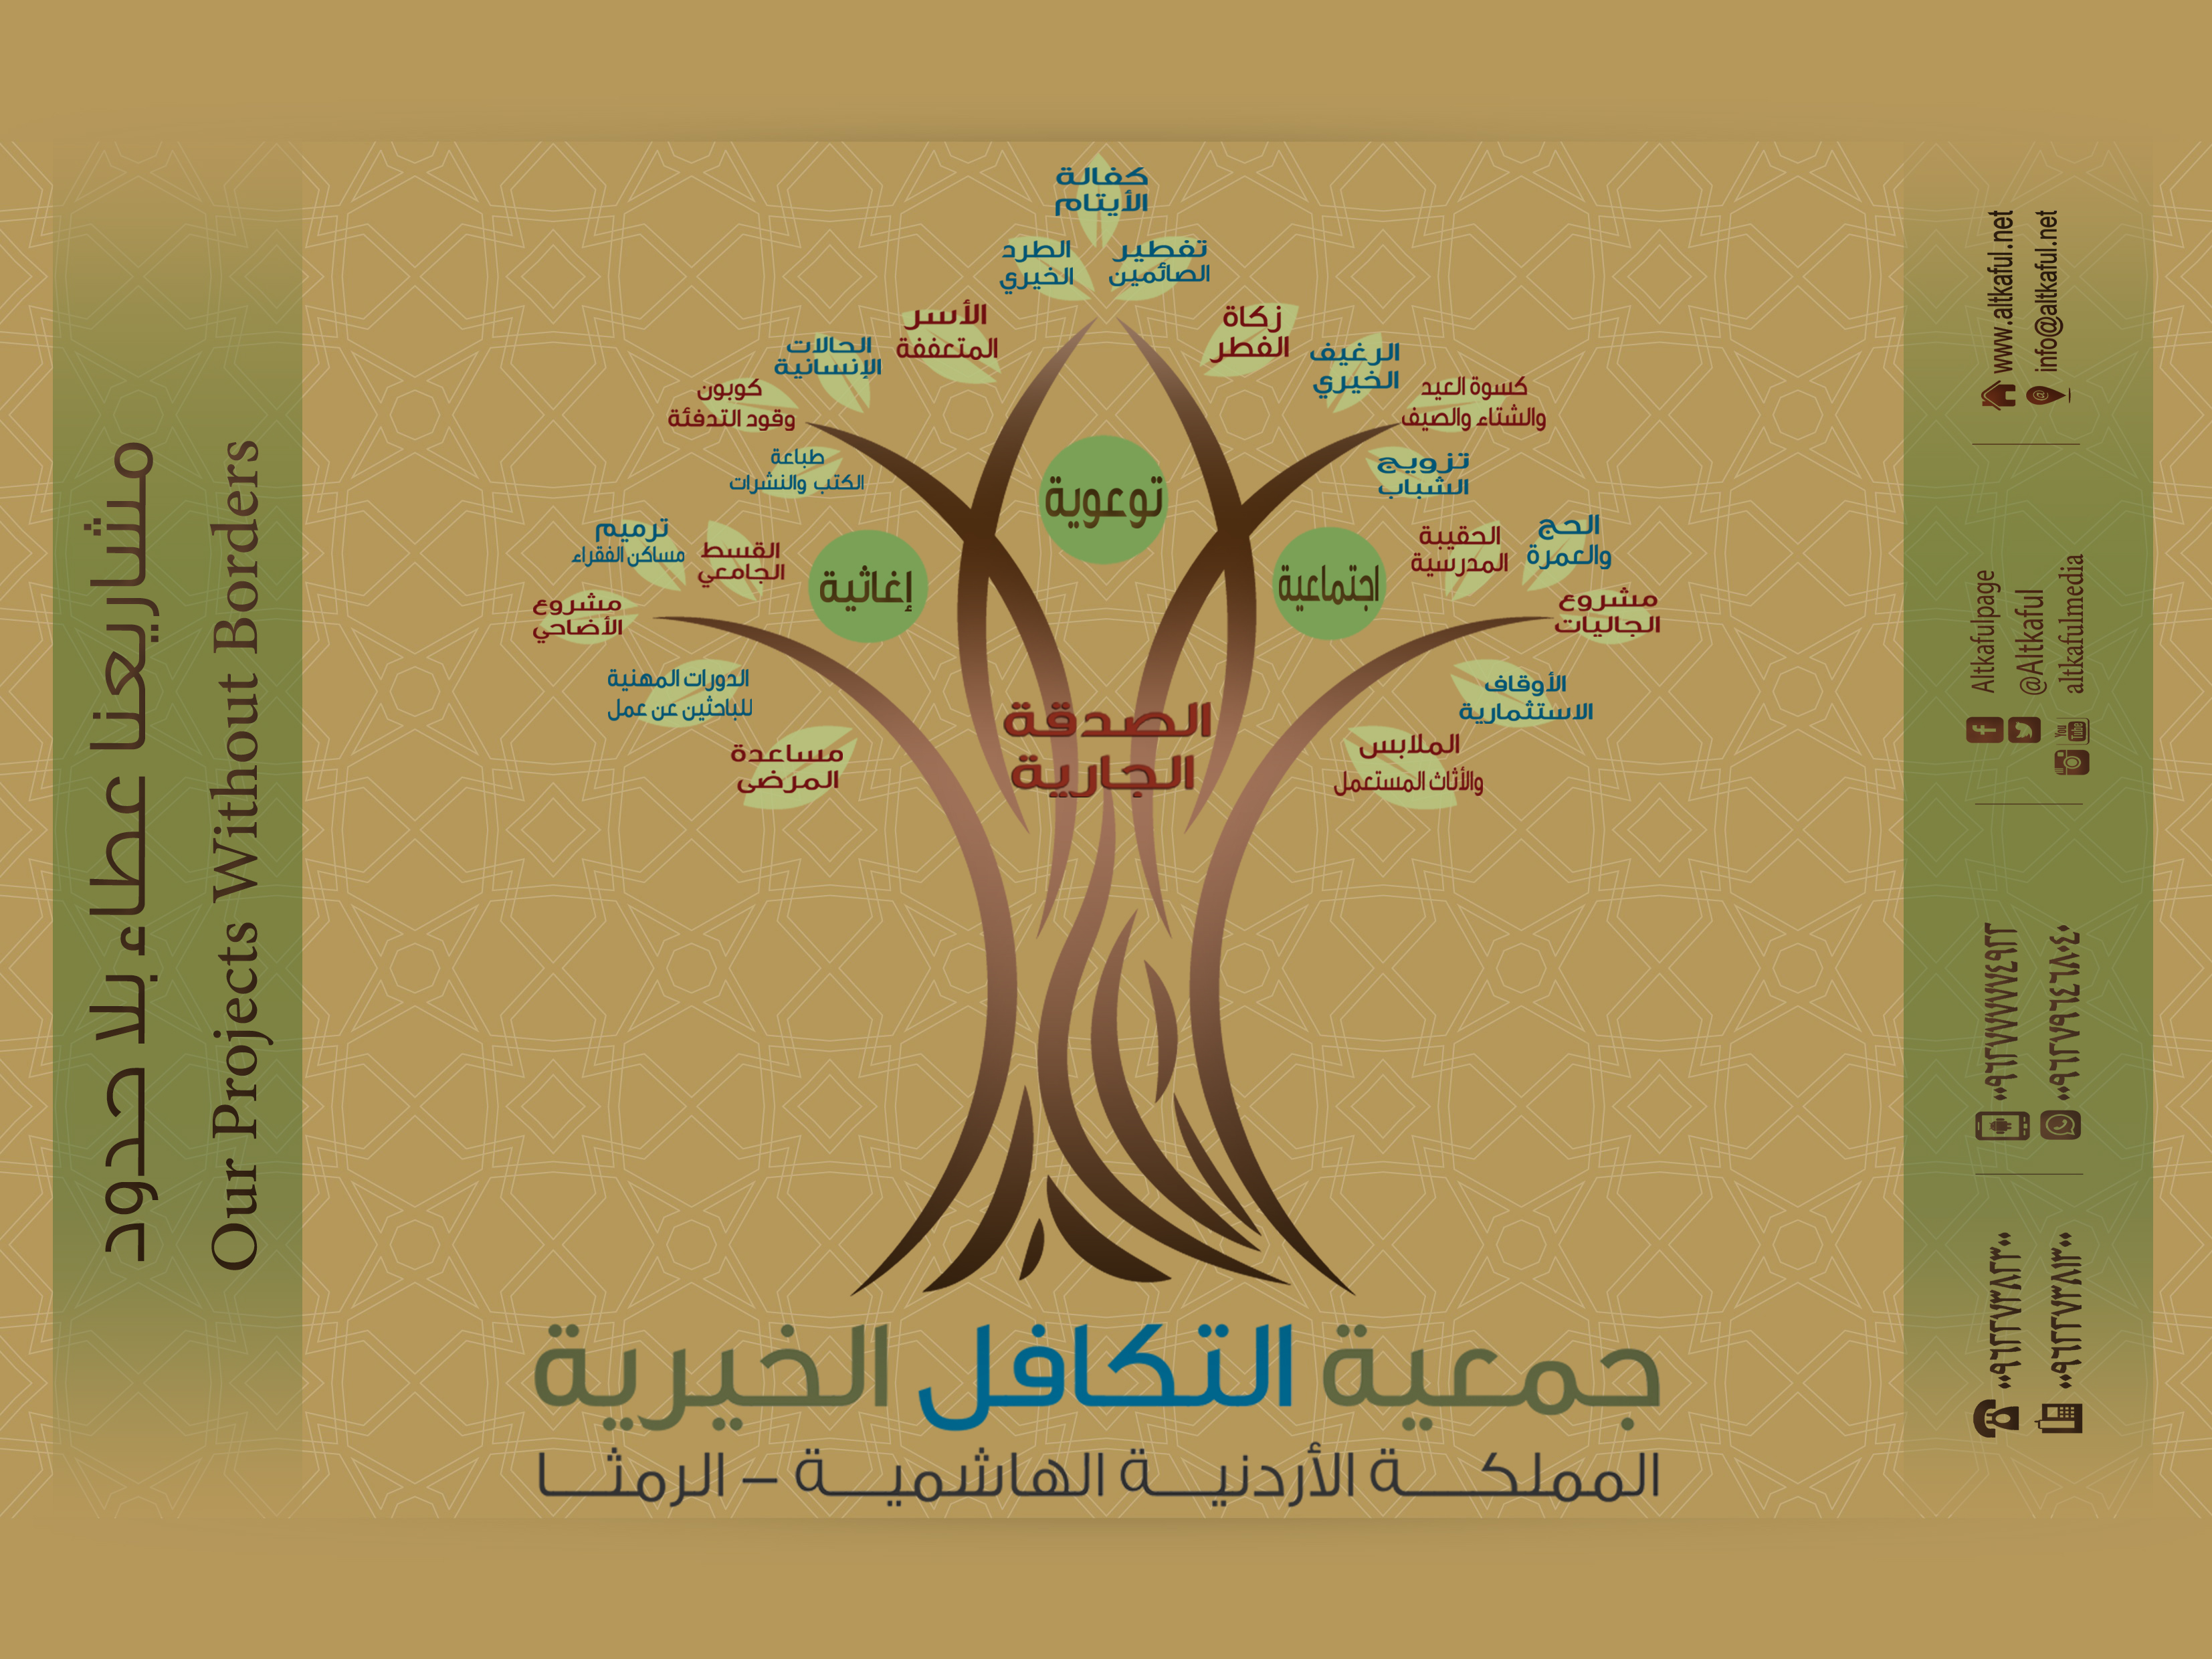 مشاريعنا عطاء بلا حدود
Our Projects Without Borders
كفالة
الأيتام
الطرد
الخيري
تفطير
الصائمين
الأسر
المتعففة
زكاة
الفطر
الحالات
الإنسانية
الرغيف
الخيري
كوبون
وقود التدفئة
كسوة العيد
والشتاء والصيف
طباعة
الكتب والنشرات
تزويج
الشباب
توعوية
ترميم
مساكن الفقراء
القسط
الجامعي
إغاثية
اجتماعية
الحقيبة
المدرسية
الحج
والعمرة
مشروع
الأضاحي
مشروع
الجاليات
الدورات المهنية
للباحثين عن عمل
الأوقاف
الاستثمارية
الصدقة
الجارية
مساعدة
المرضى
الملابس
والأثاث المستعمل
جمعية التكافل الخيرية
المملكة الأردنية الهاشمية – الرمثا
www.altkaful.net
info@altkaful.net
Altkafulpage
@Altkaful
altkafulmedia
٠٠٩٦٢٧٧٧٧٧٤٩٢٢
٠٠٩٦٢٧٩٦٤٦٨٠٤٠
٠٠٩٦٢٢٧٣٨٢٣٠٠
٠٠٩٦٢٢٧٣٨١٣٠٠